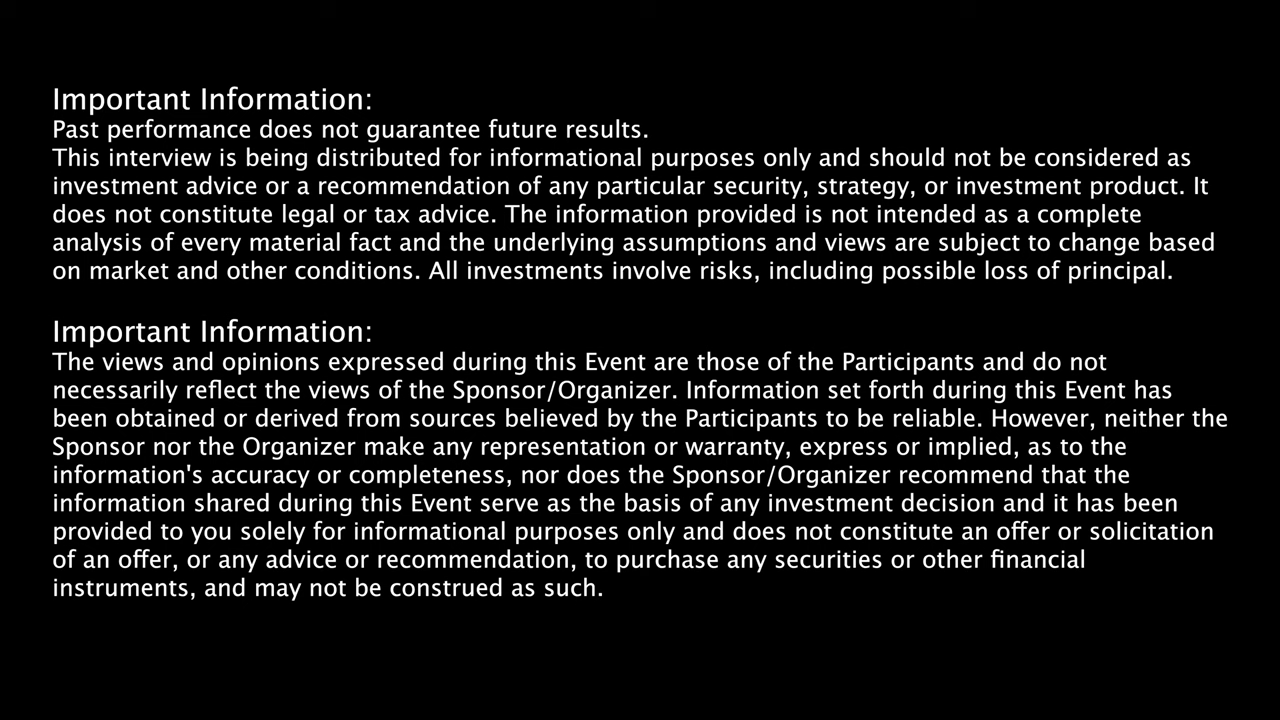 Important Information:
Past performance does not guarantee future results.
This interview is being distributed for informational purposes only and should not be considered as
investment advice or a recommendation of any particular security, strategy, or investment product. It
does not constitute legal or tax advice. The information provided is not intended as a complete
analysis of every material fact and the underlying assumptions and views are subject to change based
on market and other conditions. All investments involve risks, including possible loss of principal.
Important Information:
The views and opinions expressed during this Event are those of the Participants and do not
necessarily reflect the views of the Sponsor/Organizer. Information set forth during this Event has
been obtained or derived from sources believed by the Participants to be reliable. However, neither the
Sponsor nor the Organizer make any representation or warranty, express or implied, as to the
information's accuracy or completeness, nor does the Sponsor/Organizer recommend that the
information shared during this Event serve as the basis of any investment decision and it has been
provided to you solely for informational purposes only and does not constitute an offer or solicitation
of an offer, or any advice or recommendation, to purchase any securities or other financial
instruments, and may not be construed as such.